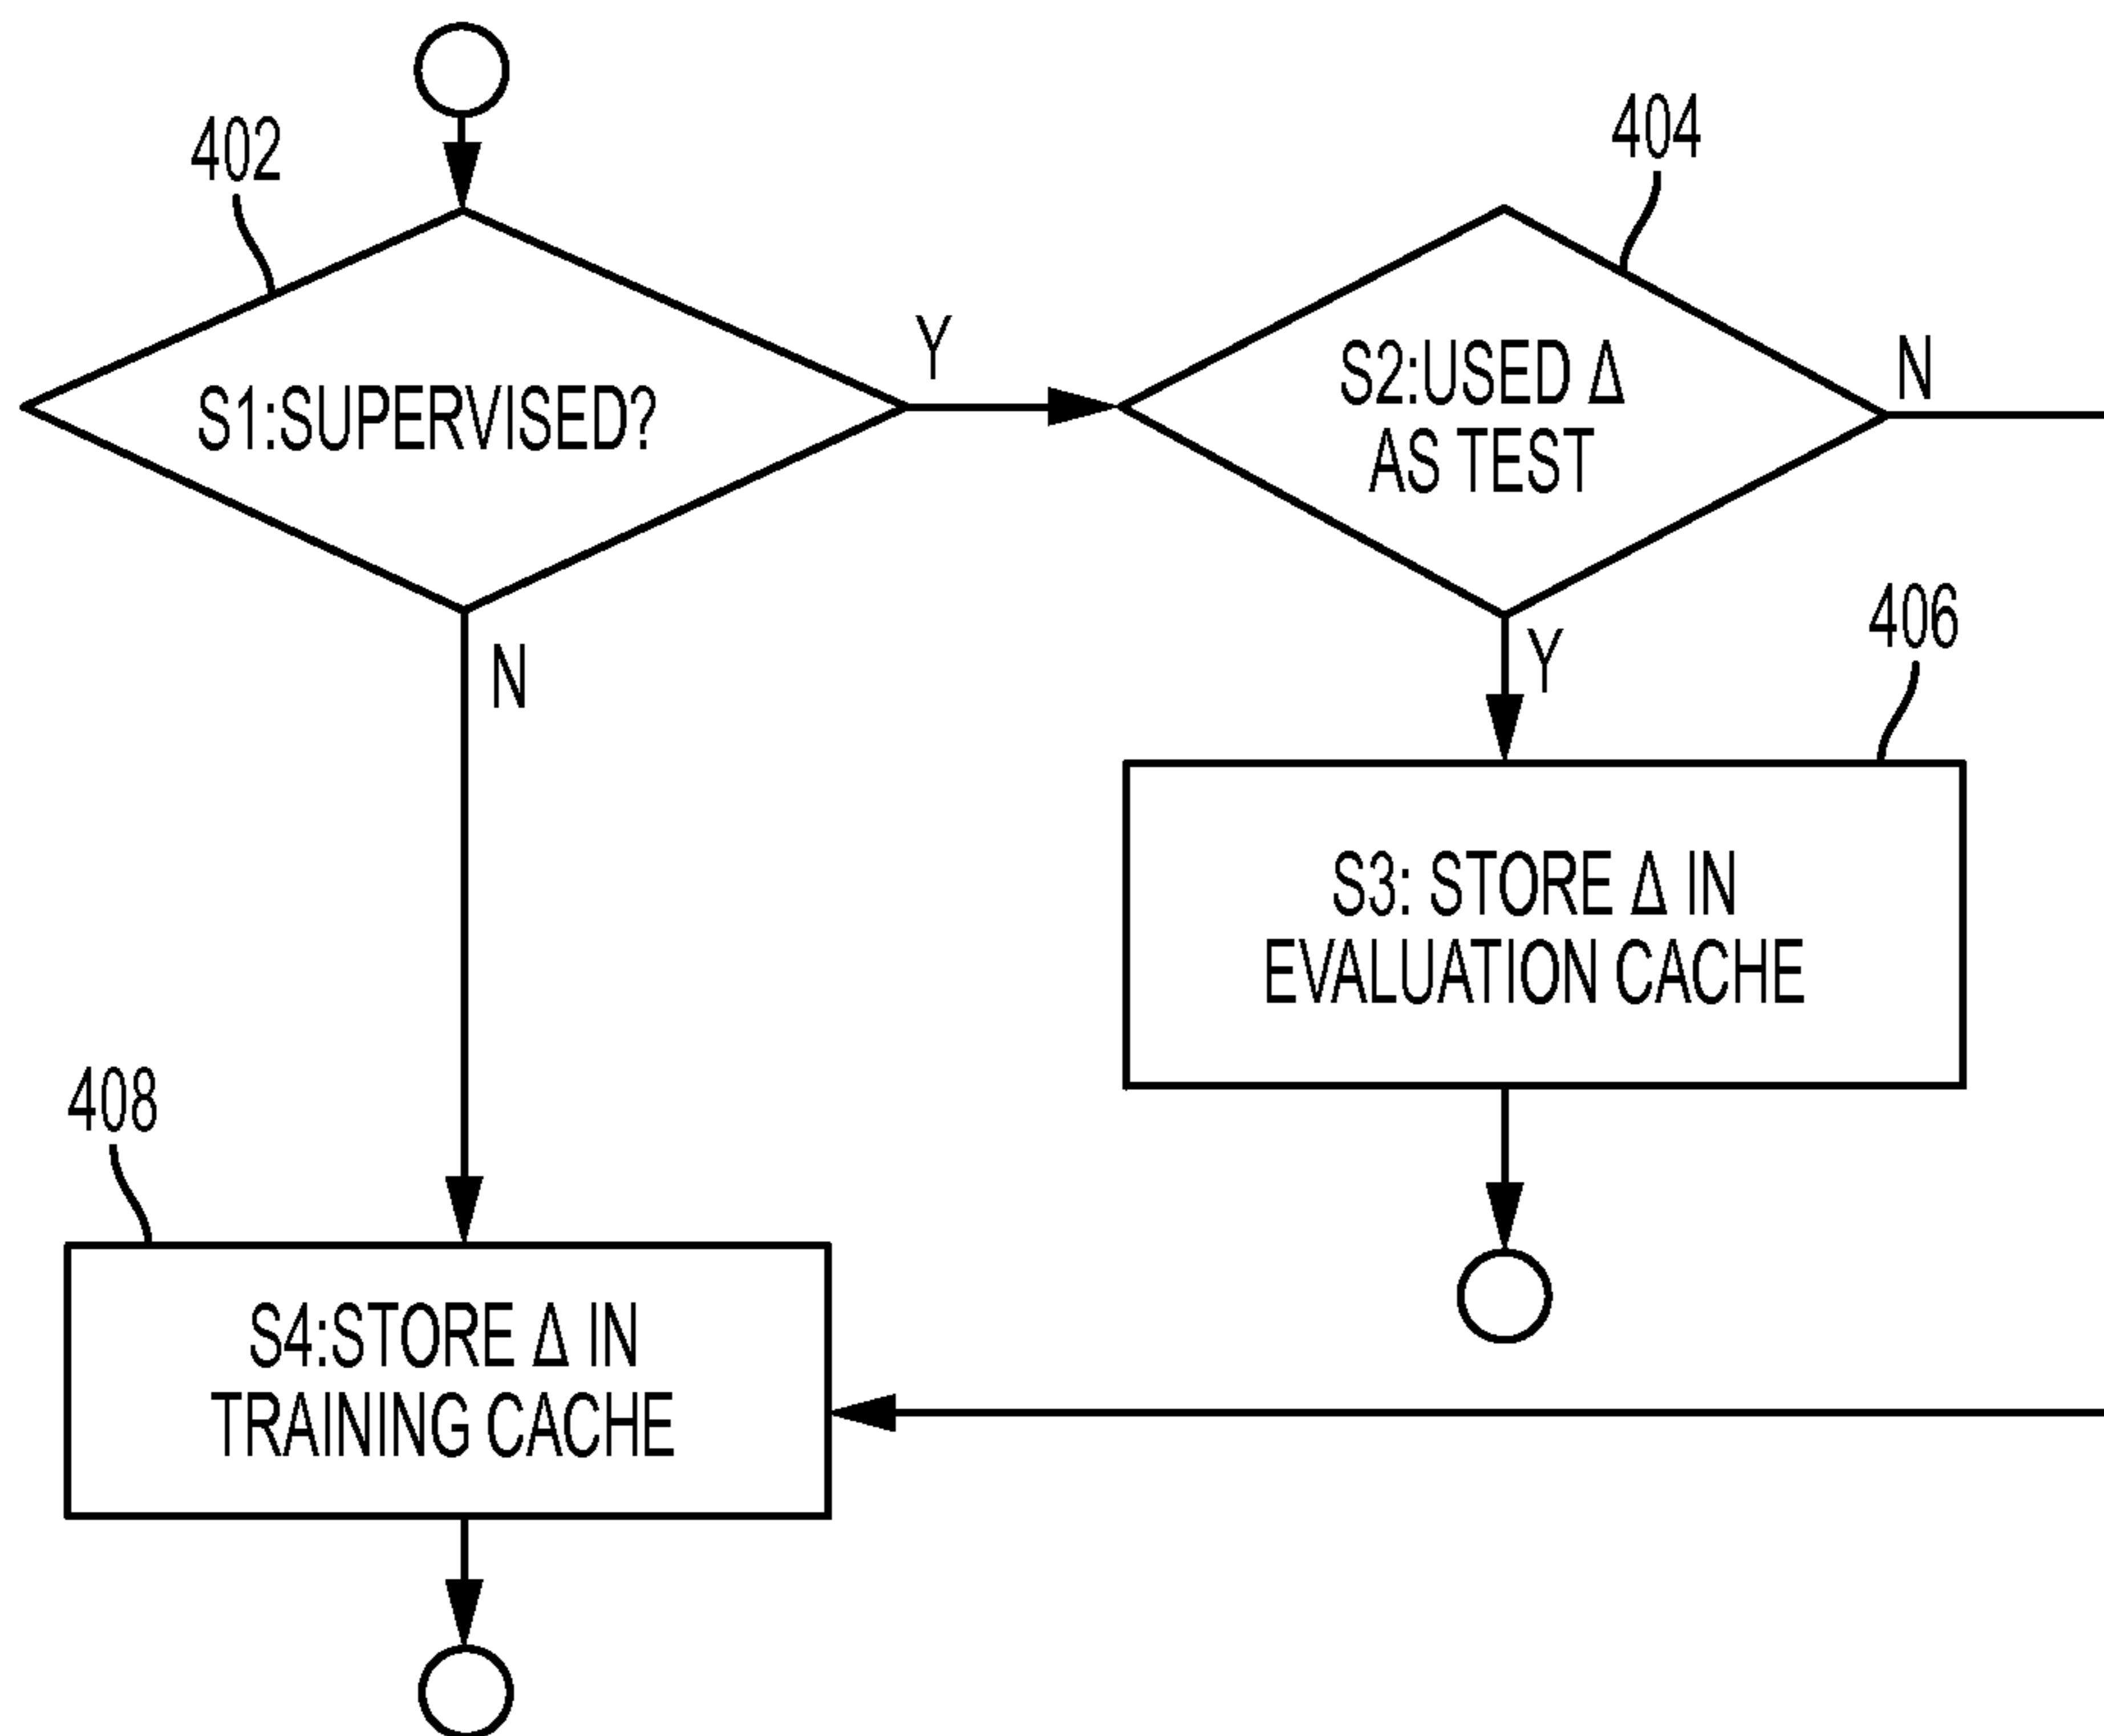 402
404
S1:SUPERVISED?
Y
S2:USED Δ
AS TEST
N
N
Y
406
S3: STORE Δ IN
EVALUATION CACHE
408
S4:STORE Δ IN
TRAINING CACHE